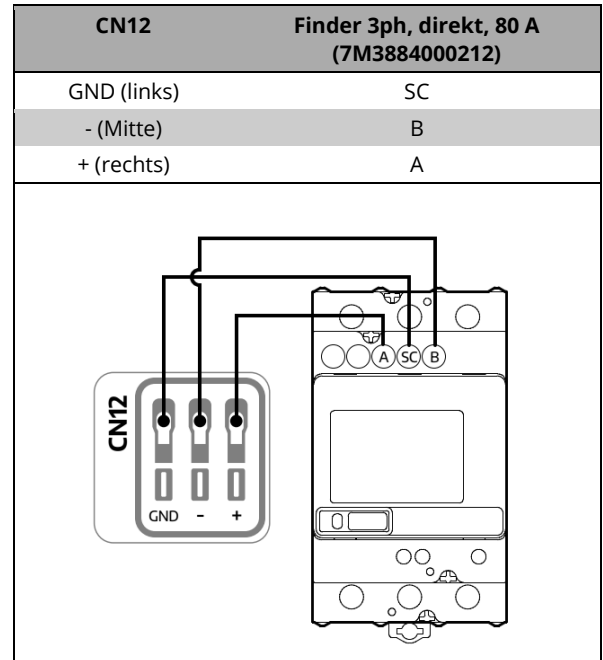 CN12 Finder 3ph, direkt, 80 A
(7M3884000212)
GND (links) SC
- (Mitte) B
+ (rechts) A
A SC B
CN12
GND - +